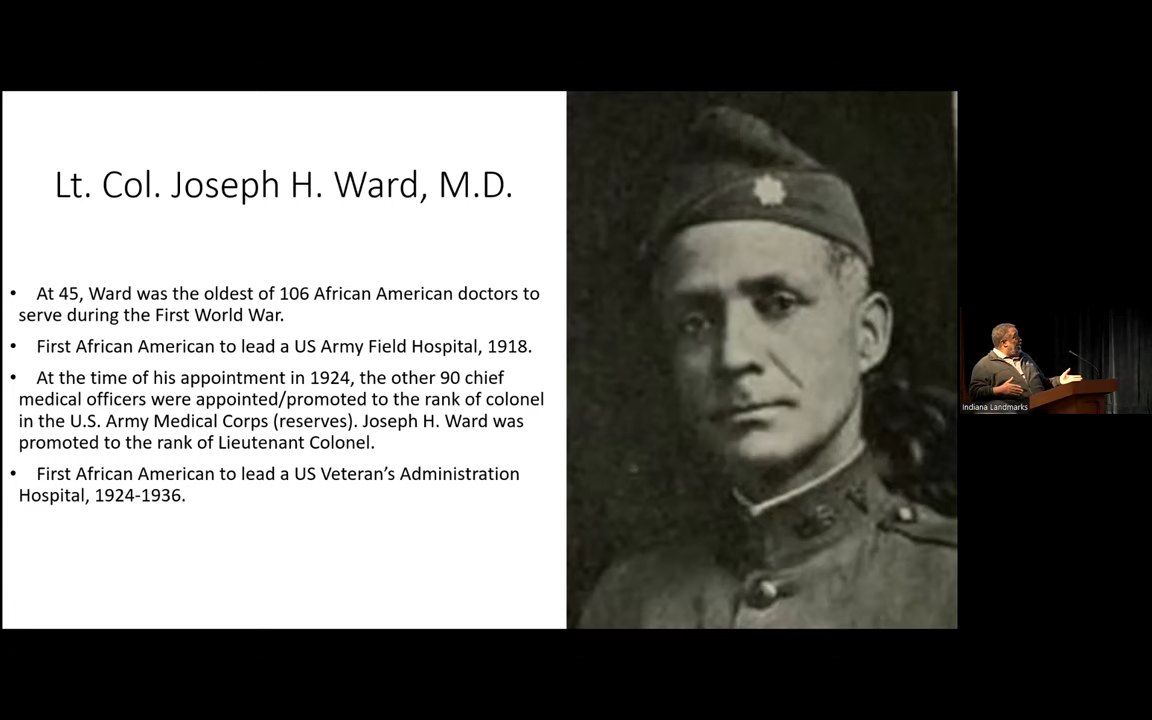 Lt. Col. Joseph H. Ward, M.D.
• At 45, Ward was the oldest of 106 African American doctors to
serve during the First World War.
• First African American to lead a US Army Field Hospital, 1918.
• At the time of his appointment in 1924, the other 90 chief
medical officers were appointed/promoted to the rank of colonel
in the U.S. Army Medical Corps (reserves). Joseph H. Ward was
promoted to the rank of Lieutenant Colonel.
• First African American to lead a US Veteran’s Administration
Hospital, 1924-1936.
Indiana Landmarks